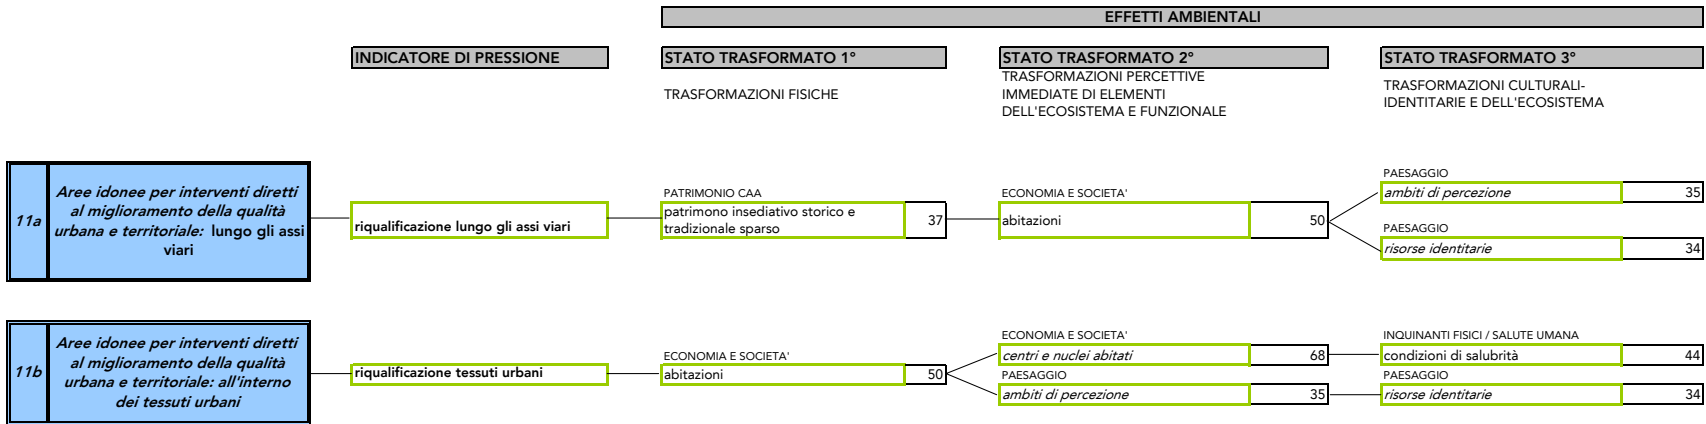 EFFETTI AMBIENTALI
INDICATORE DI PRESSIONE
STATO TRASFORMATO 1°
STATO TRASFORMATO 2°
STATO TRASFORMATO 3°
TRASFORMAZIONI FISICHE
TRASFORMAZIONI PERCETTIVE
IMMEDIATE DI ELEMENTI
DELL'ECOSISTEMA E FUNZIONALE
TRASFORMAZIONI CULTURALI-
IDENTITARIE E DELL'ECOSISTEMA
11a
Aree idonee per interventi diretti
al miglioramento della qualità
urbana e territoriale: lungo gli assi
viari
riqualificazione lungo gli assi viari
PATRIMONIO CAA
patrimono insediativo storico e
tradizionale sparso
37
ECONOMIA E SOCIETA'
abitazioni
50
PAESAGGIO
ambiti di percezione
35
PAESAGGIO
risorse identitarie
34
11b
Aree idonee per interventi diretti
al miglioramento della qualità
urbana e territoriale: all'interno
dei tessuti urbani
riqualificazione tessuti urbani
ECONOMIA E SOCIETA'
abitazioni
50
ECONOMIA E SOCIETA'
centri e nuclei abitati
68
PAESAGGIO
ambiti di percezione
35
INQUINANTI FISICI / SALUTE UMANA
condizioni di salubrità
44
PAESAGGIO
risorse identitarie
34